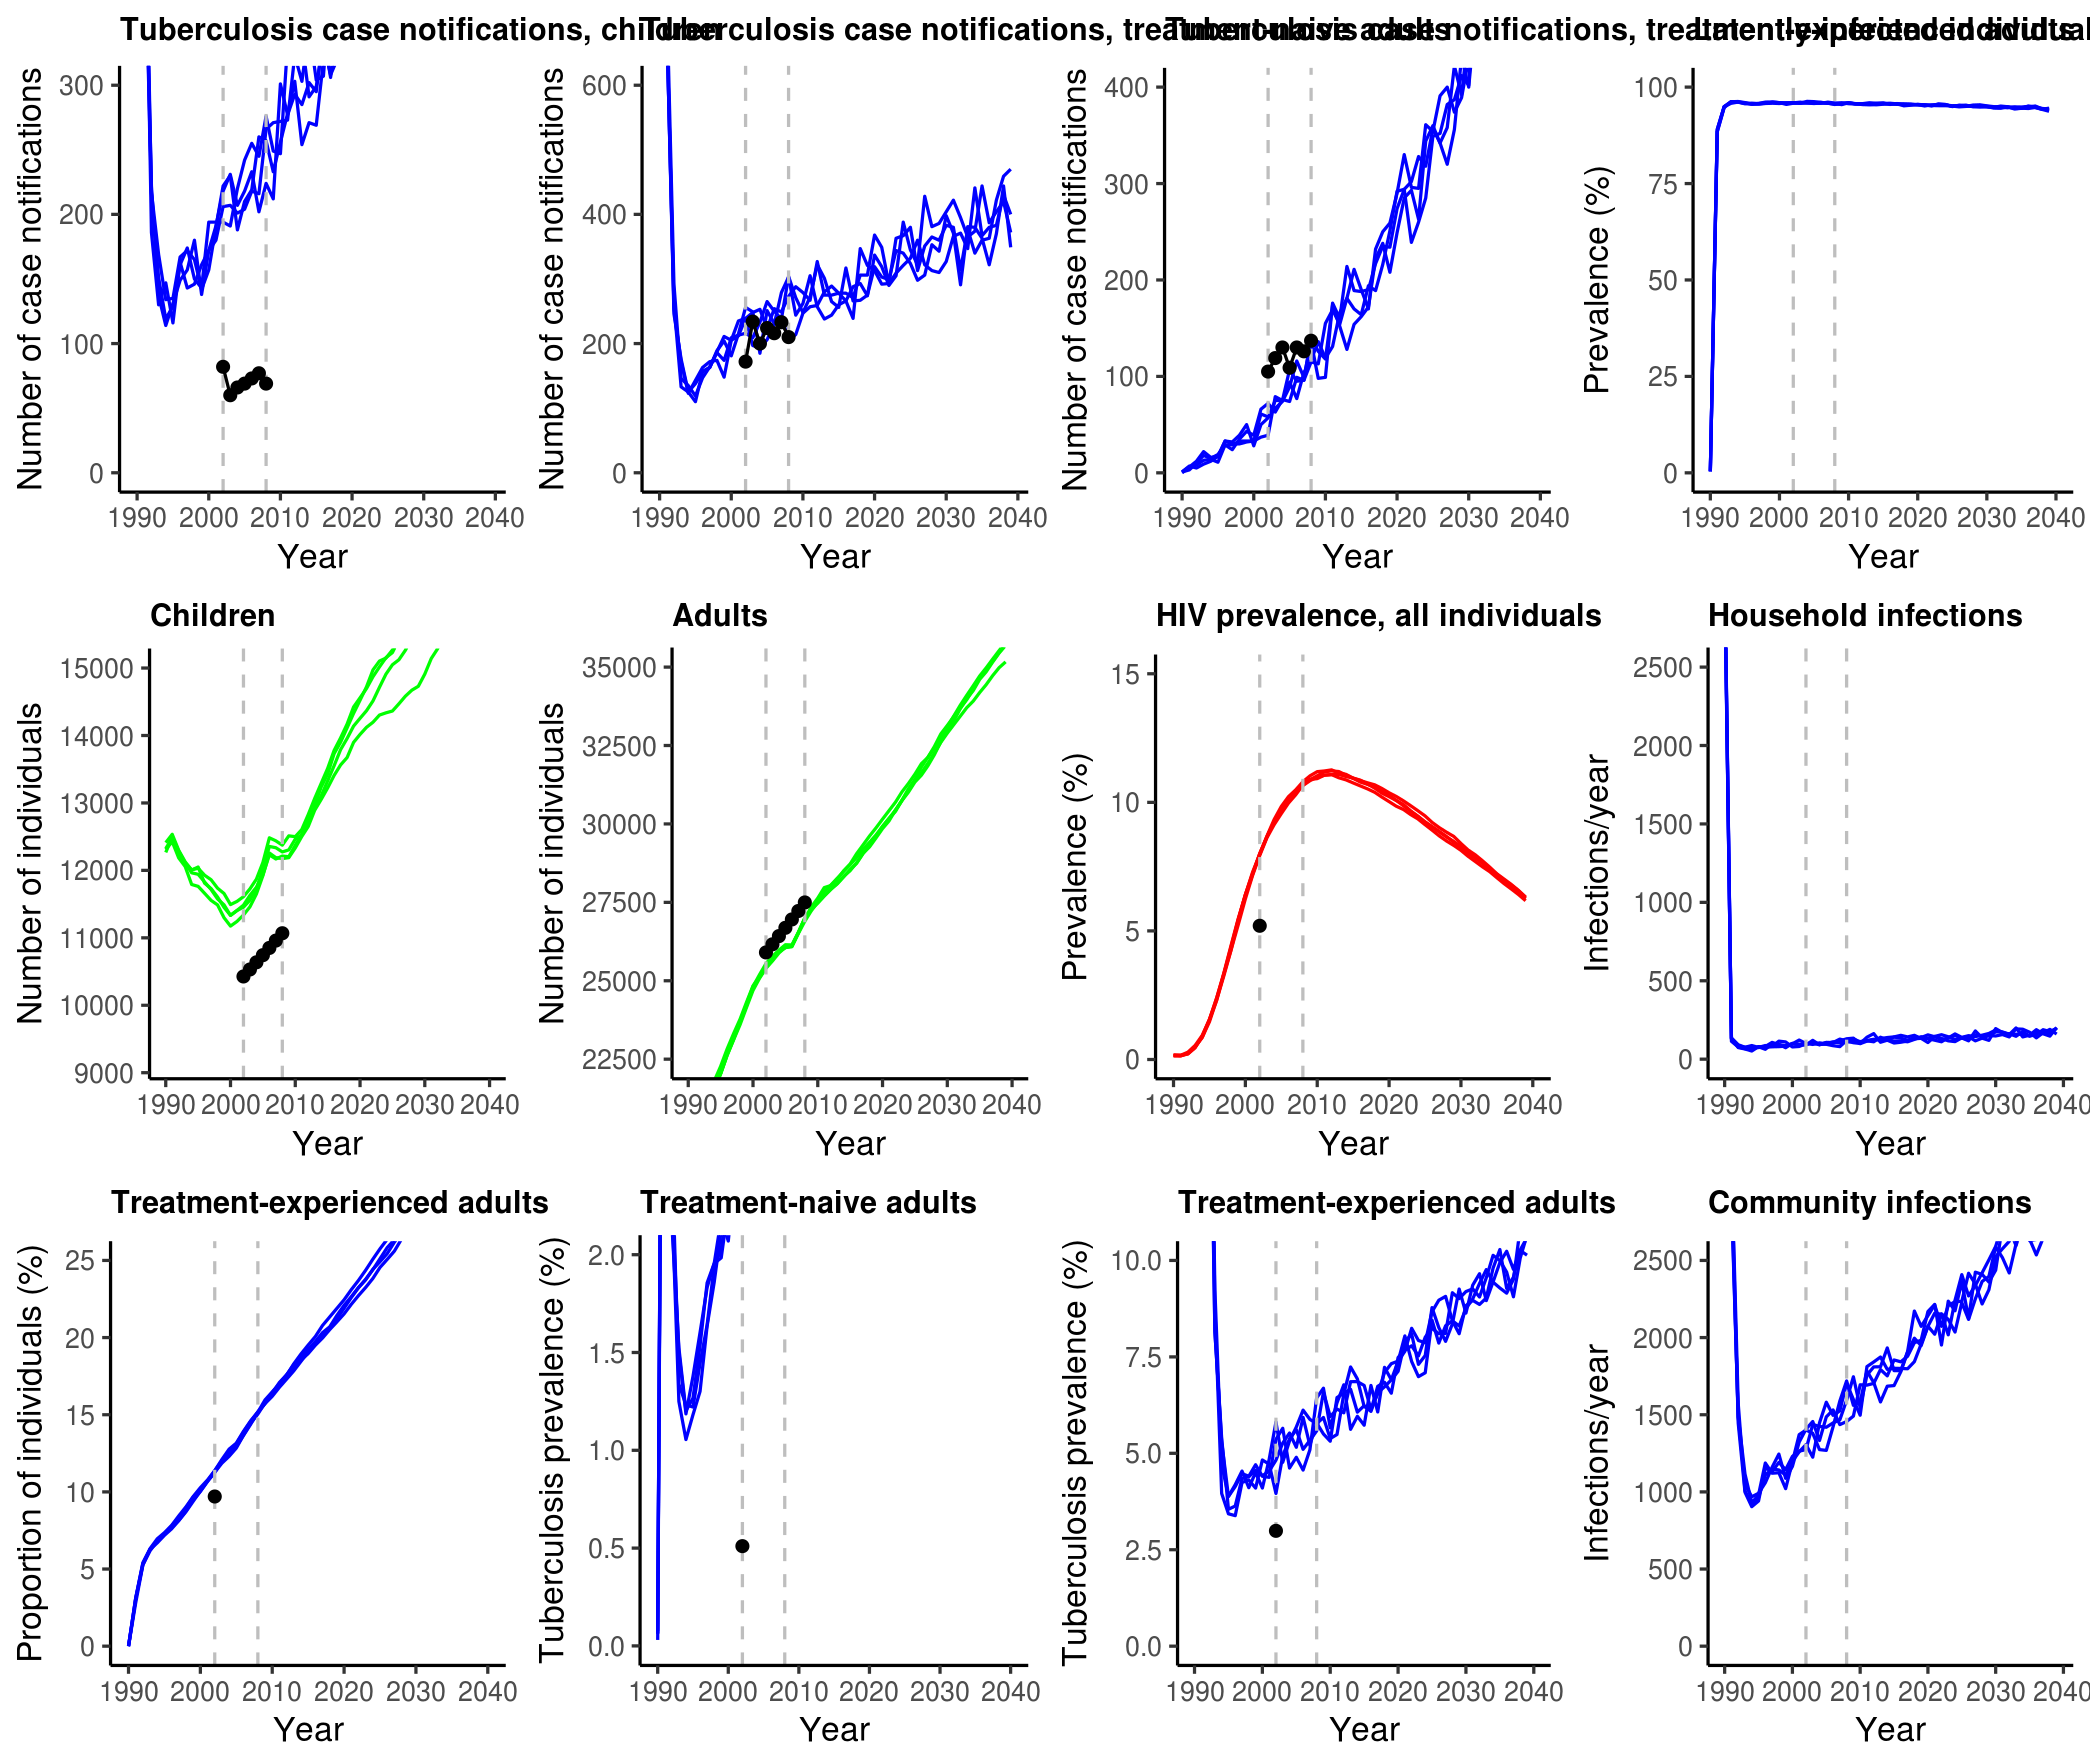 Tuberculosis case notifications, children
Tuberculosis case notifications, treatment-naive adults
Tuberculosis case notifications, treatment-experienced adults
Latently-infected individuals
Number of case notifications
300
200
100
0
1990 2000 2010 2020 2030 2040
Year
Number of case notifications
600
400
200
0
1990 2000 2010 2020 2030 2040
Year
Number of case notifications
400
300
200
100
0
1990 2000 2010 2020 2030 2040
Year
Prevalence (%)
100
75
50
25
0
1990 2000 2010 2020 2030 2040
Year
Children
Number of individuals
15000
14000
13000
12000
11000
10000
9000
1990 2000 2010 2020 2030 2040
Year
Adults
Number of individuals
35000
32500
30000
27500
25000
22500
1990 2000 2010 2020 2030 2040
Year
HIV prevalence, all individuals
Prevalence (%)
15
10
5
0
1990 2000 2010 2020 2030 2040
Year
Household infections
Infections/year
2500
2000
1500
1000
500
0
1990 2000 2010 2020 2030 2040
Year
Treatment-experienced adults
Proportion of individuals (%)
25
20
15
10
5
0
1990 2000 2010 2020 2030 2040
Year
Treatment-naive adults
Tuberculosis prevalence (%)
2.0
1.5
1.0
0.5
0.0
1990 2000 2010 2020 2030 2040
Year
Treatment-experienced adults
Tuberculosis prevalence (%)
10.0
7.5
5.0
2.5
0.0
1990 2000 2010 2020 2030 2040
Year
Community infections
Infections/year
2500
2000
1500
1000
500
0
1990 2000 2010 2020 2030 2040
Year